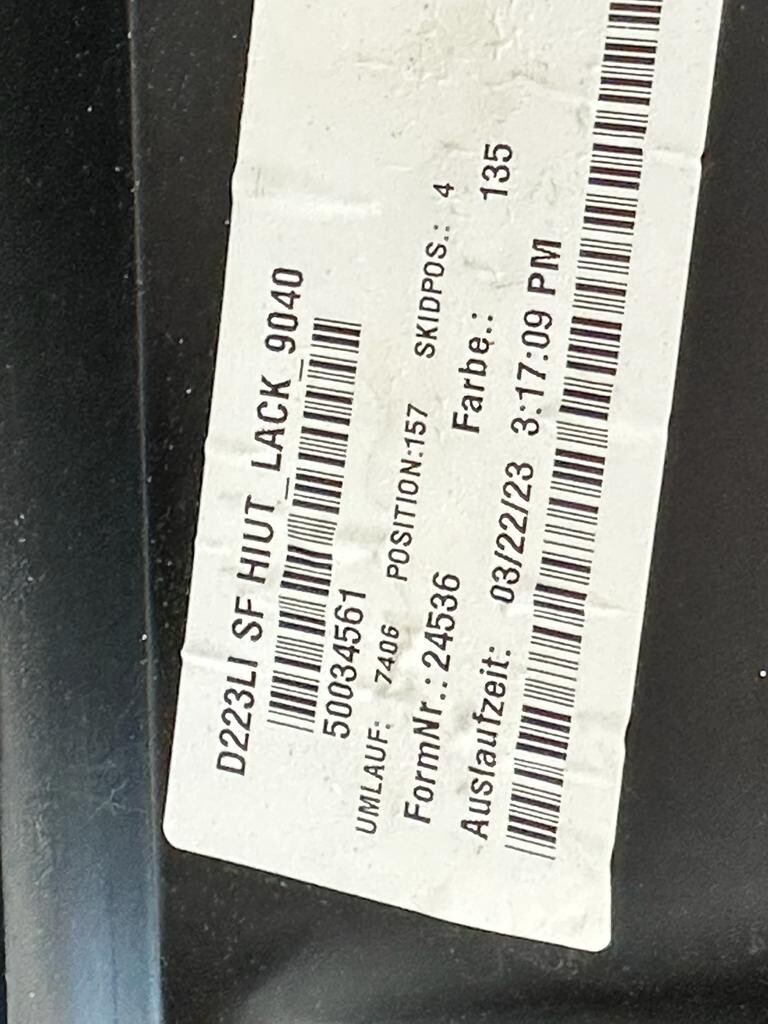 D223LI SF HIUT_LACK_9040
50034561
UMLAUF: 7406 POSITION:157 SKIDPOS.: 4
FormNr.: 24536 Farbe.: 135
Auslaufzeit: 03/22/23 3:17:09 PM